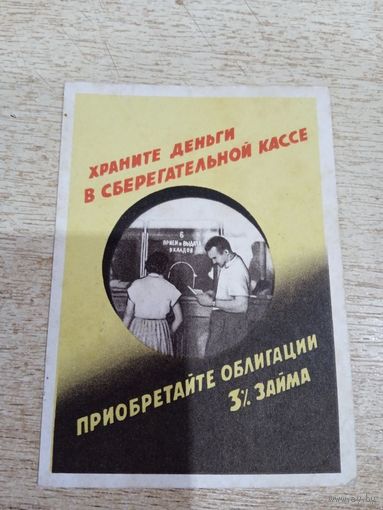 ХРАНИТЕ ДЕНЬГИ
В СБЕРЕГАТЕЛЬНОЙ КАССЕ
6
ПРИЕМ И ВЫДАЧА
ВКЛАДОВ
ПРИОБРЕТАЙТЕ ОБЛИГАЦИИ
3% ЗАЙМА